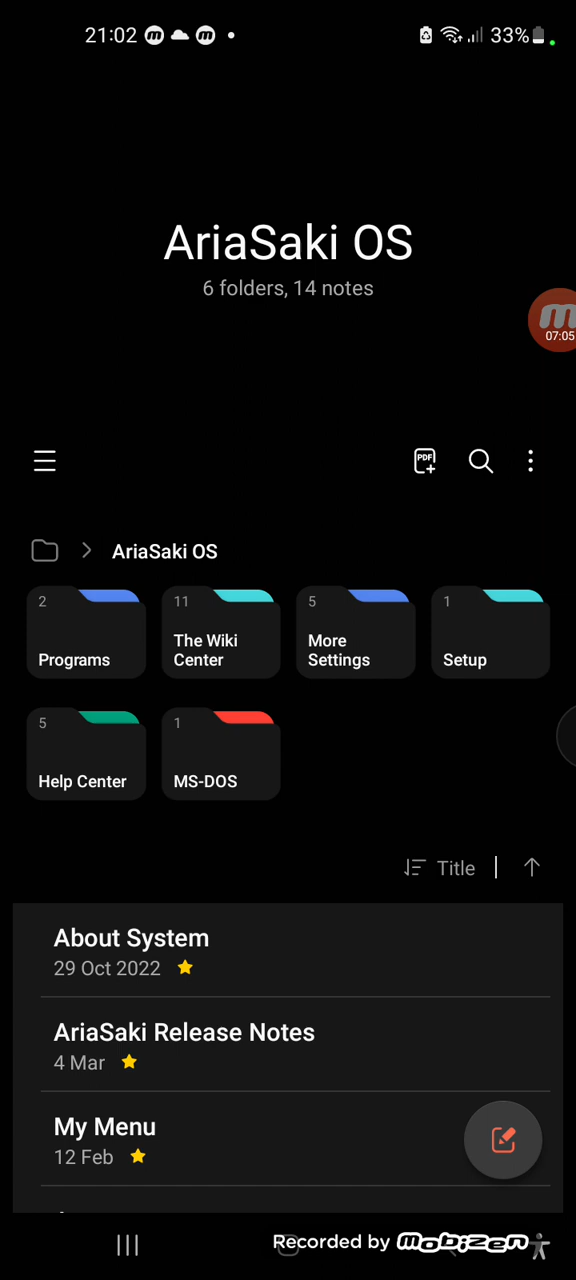 21:02 m m 33%
AriaSaki OS
6 folders, 14 notes
m
07:05
PDF
AriaSaki OS
2 11 5 1
Programs
The Wiki
Center
More
Settings
Setup
5 1
Help Center
MS-DOS
Title
About System
29 Oct 2022
AriaSaki Release Notes
4 Mar
My Menu
12 Feb
Recorded by mobizen